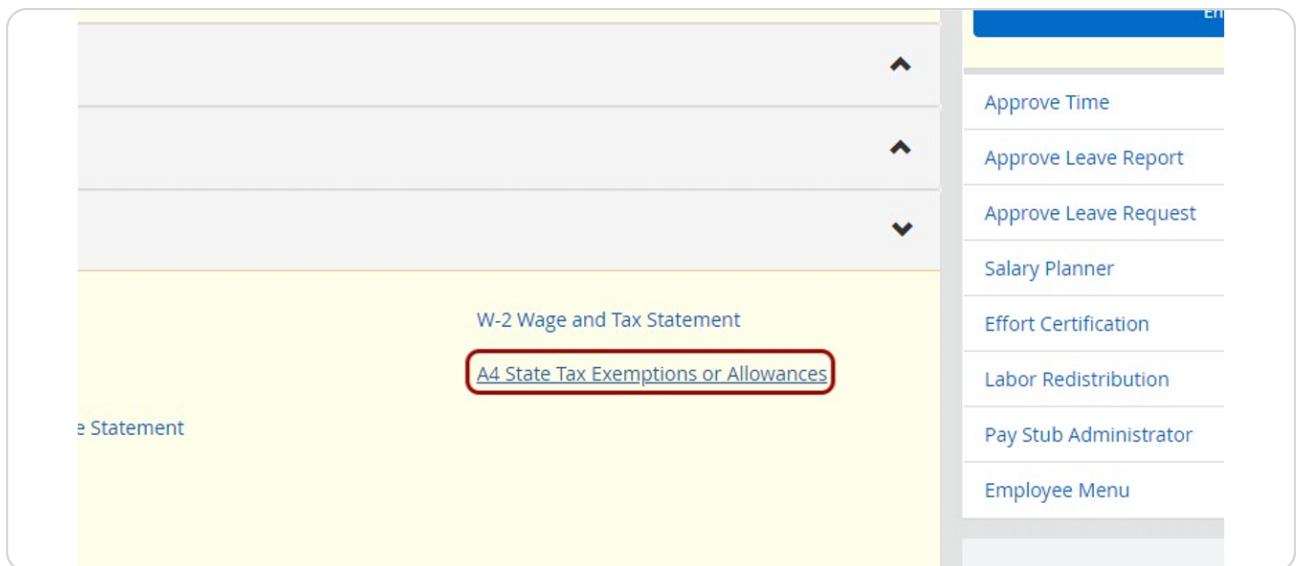 W-2 Wage and Tax Statement
A4 State Tax Exemptions or Allowances
e Statement
En
Approve Time
Approve Leave Report
Approve Leave Request
Salary Planner
Effort Certification
Labor Redistribution
Pay Stub Administrator
Employee Menu